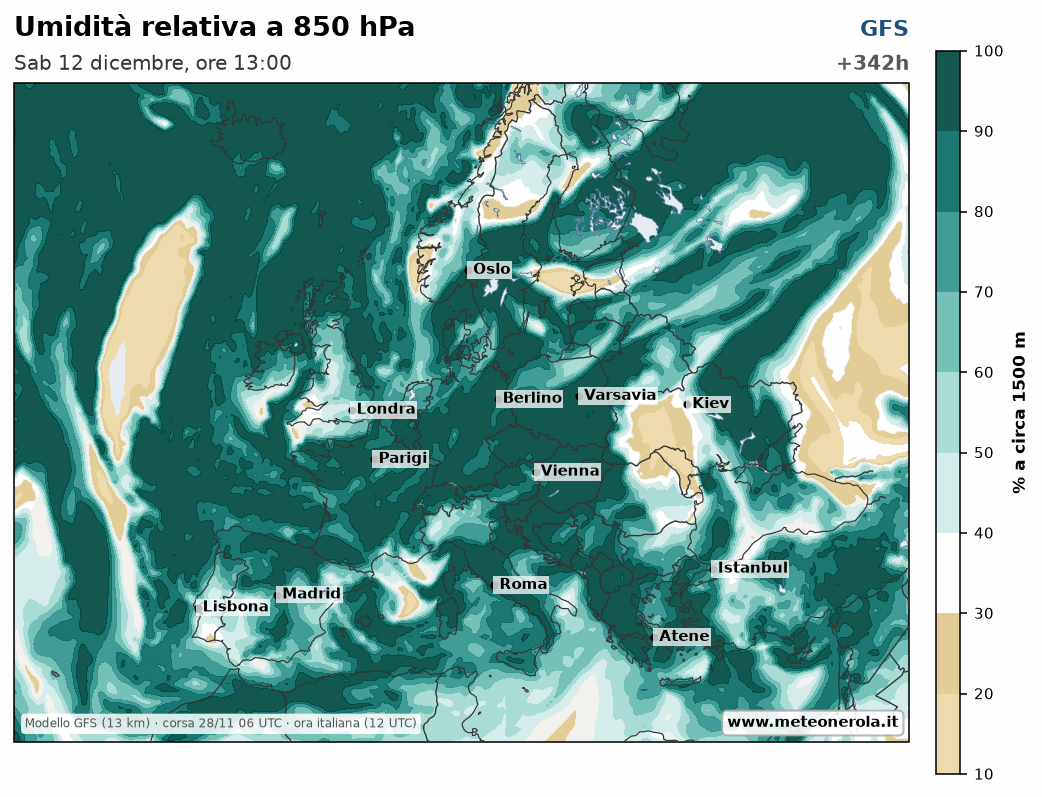 Umidità relativa a 850 hPa
GFS
Sab 12 dicembre, ore 13:00
+342h
100
90
80
70
60
50
40
30
20
10
% a circa 1500 m
Oslo
Londra
Berlino
Varsavia
Kiev
Parigi
Vienna
Istanbul
Roma
Madrid
Lisbona
Atene
Modello GFS (13 km) · corsa 28/11 06 UTC · ora italiana (12 UTC)
www.meteonerola.it